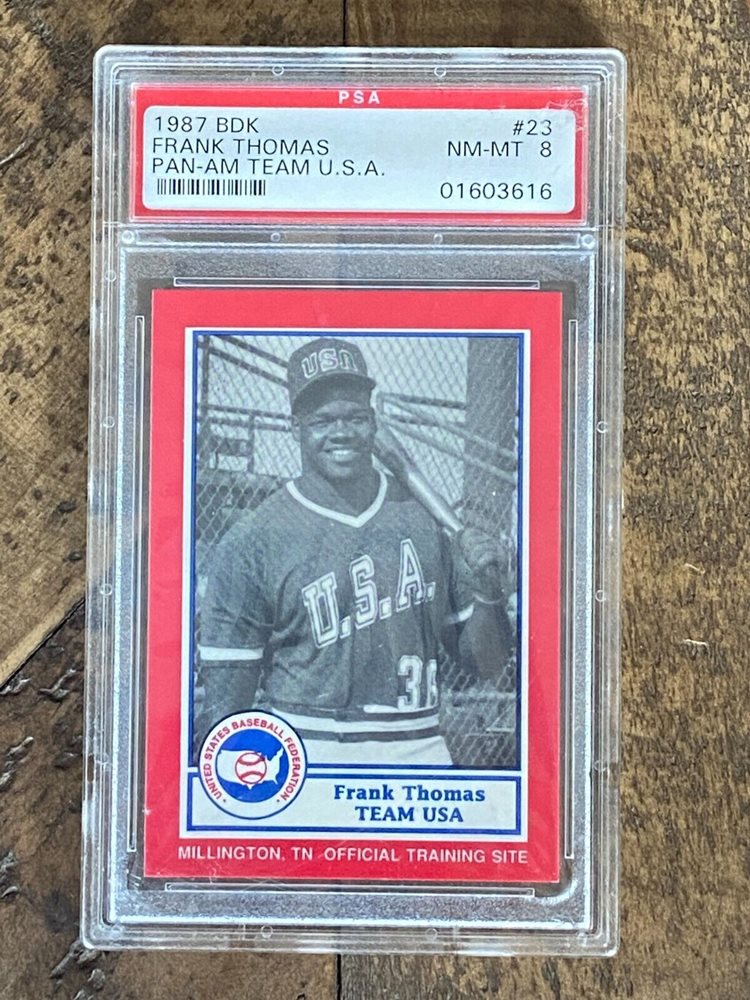 PSA
1987 BDK #23
FRANK THOMAS NM-MT 8
PAN-AM TEAM U.S.A.
01603616
USA
U.S.A.
UNITED STATES BASEBALL FEDERATION
Frank Thomas
TEAM USA
MILLINGTON, TN OFFICIAL TRAINING SITE